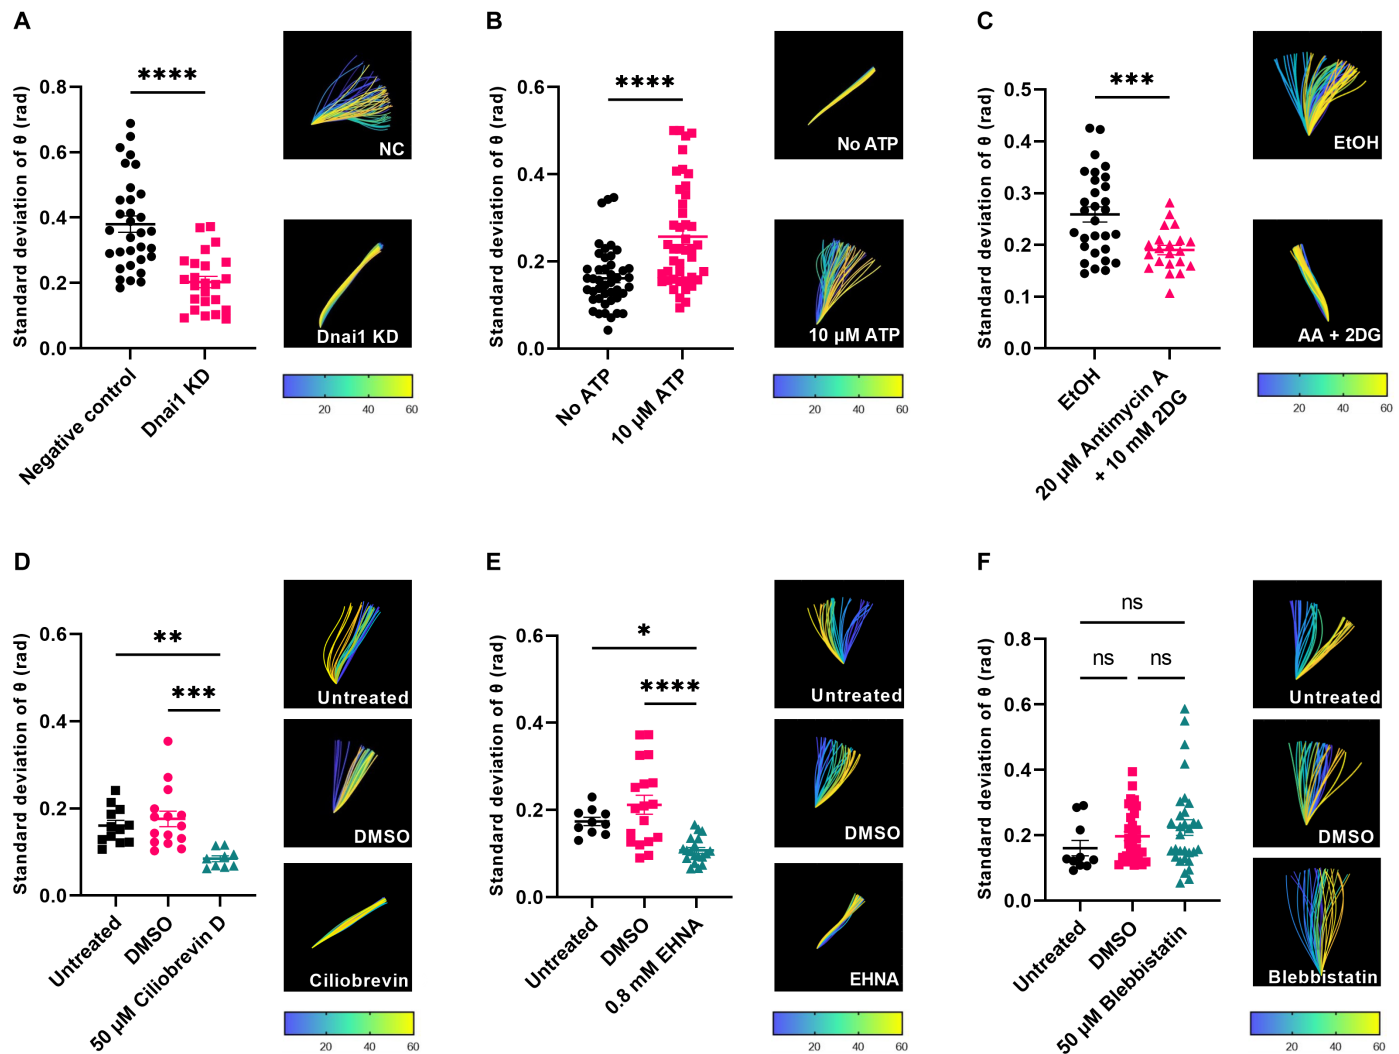 A
Standard deviation of θ (rad)
0.8
0.6
0.4
0.2
0.0
****
Negative control
Dnai1 KD
NC
Dnai1 KD
20 40 60
B
Standard deviation of θ (rad)
0.6
0.4
0.2
0.0
****
No ATP
10 µM ATP
No ATP
10 µM ATP
20 40 60
C
Standard deviation of θ (rad)
0.5
0.4
0.3
0.2
0.1
0.0
***
EtOH
20 µM Antimycin A
+ 10 mM 2DG
EtOH
AA + 2DG
20 40 60
D
Standard deviation of θ (rad)
0.6
0.4
0.2
0.0
**
***
Untreated
DMSO
50 µM Ciliobrevin D
Untreated
DMSO
Ciliobrevin
20 40 60
E
Standard deviation of θ (rad)
0.6
0.4
0.2
0.0
*
****
Untreated
DMSO
0.8 mM EHNA
Untreated
DMSO
EHNA
20 40 60
F
Standard deviation of θ (rad)
0.8
0.6
0.4
0.2
0.0
ns
ns ns
Untreated
DMSO
50 µM Blebbistatin
Untreated
DMSO
Blebbistatin
20 40 60